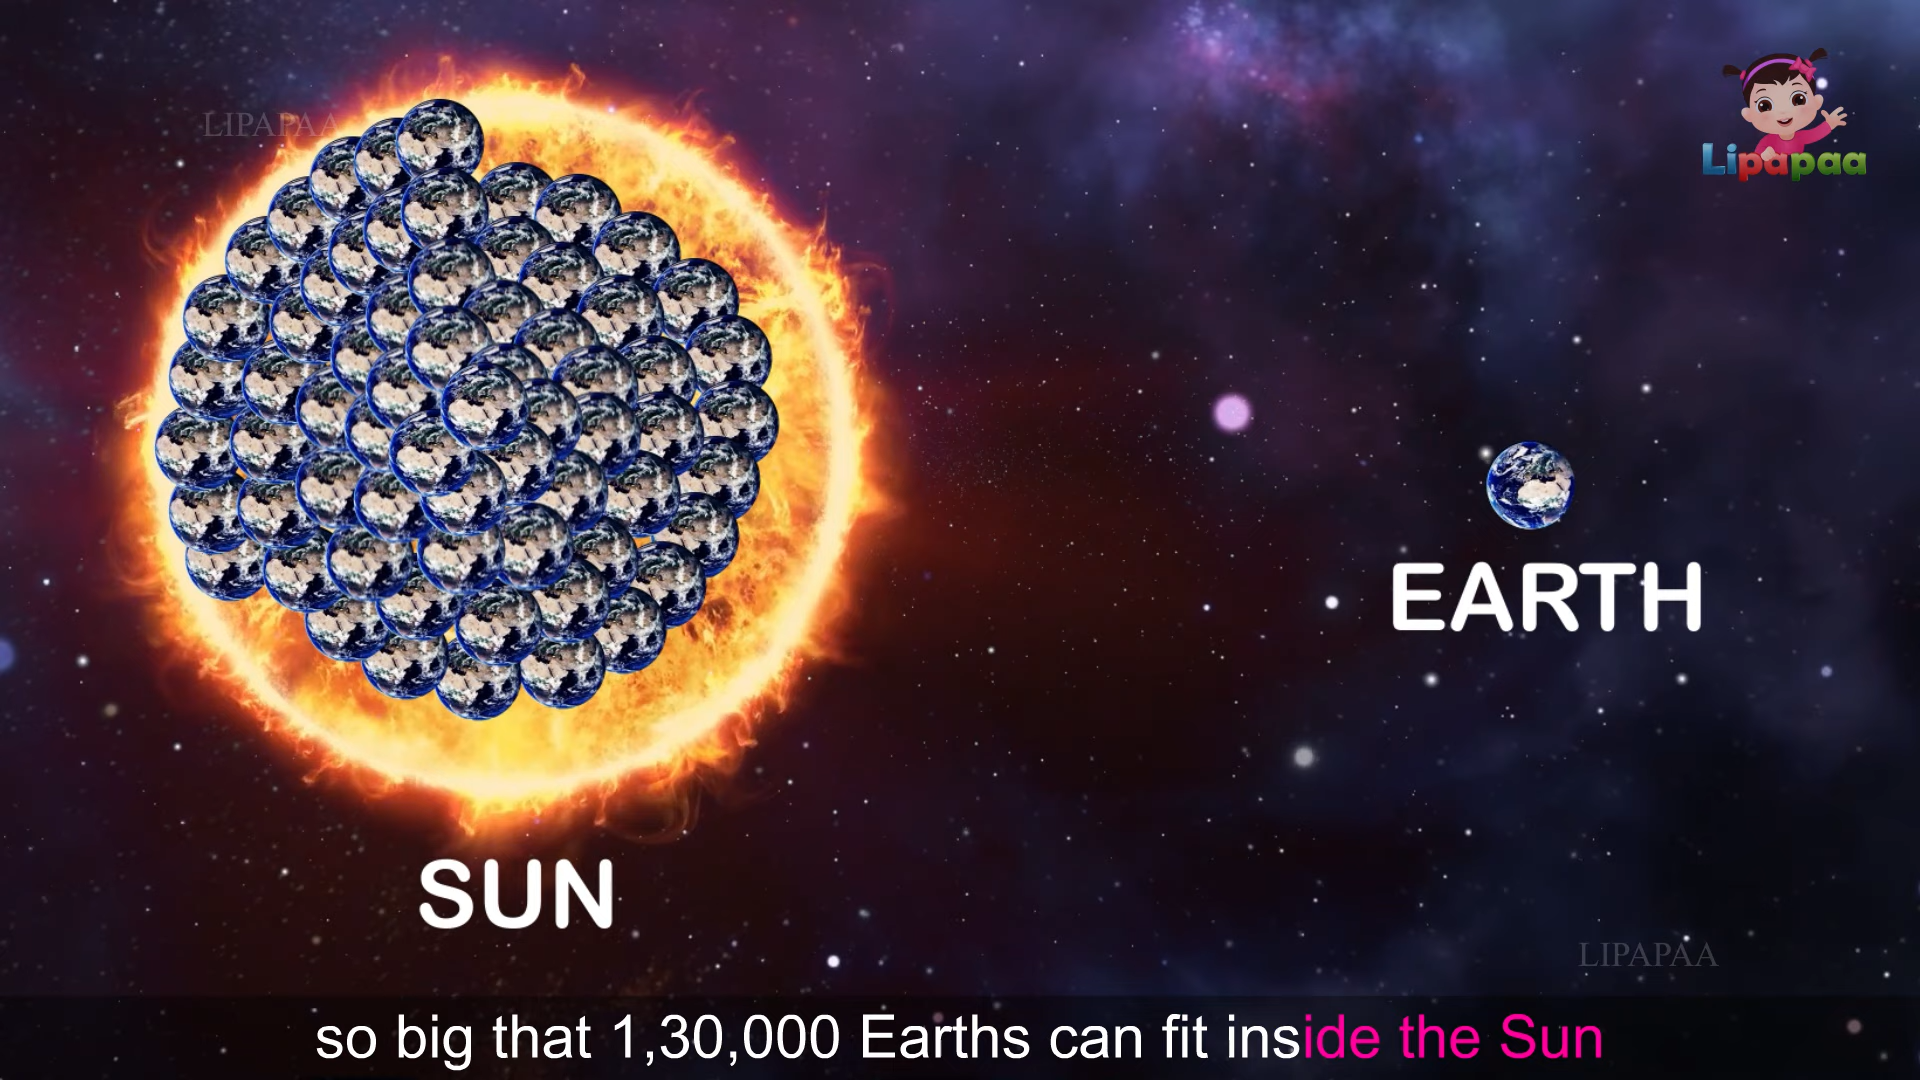 LIPAPAA
Lipapaa
EARTH
SUN
LIPAPAA
so big that 1,30,000 Earths can fit inside the Sun